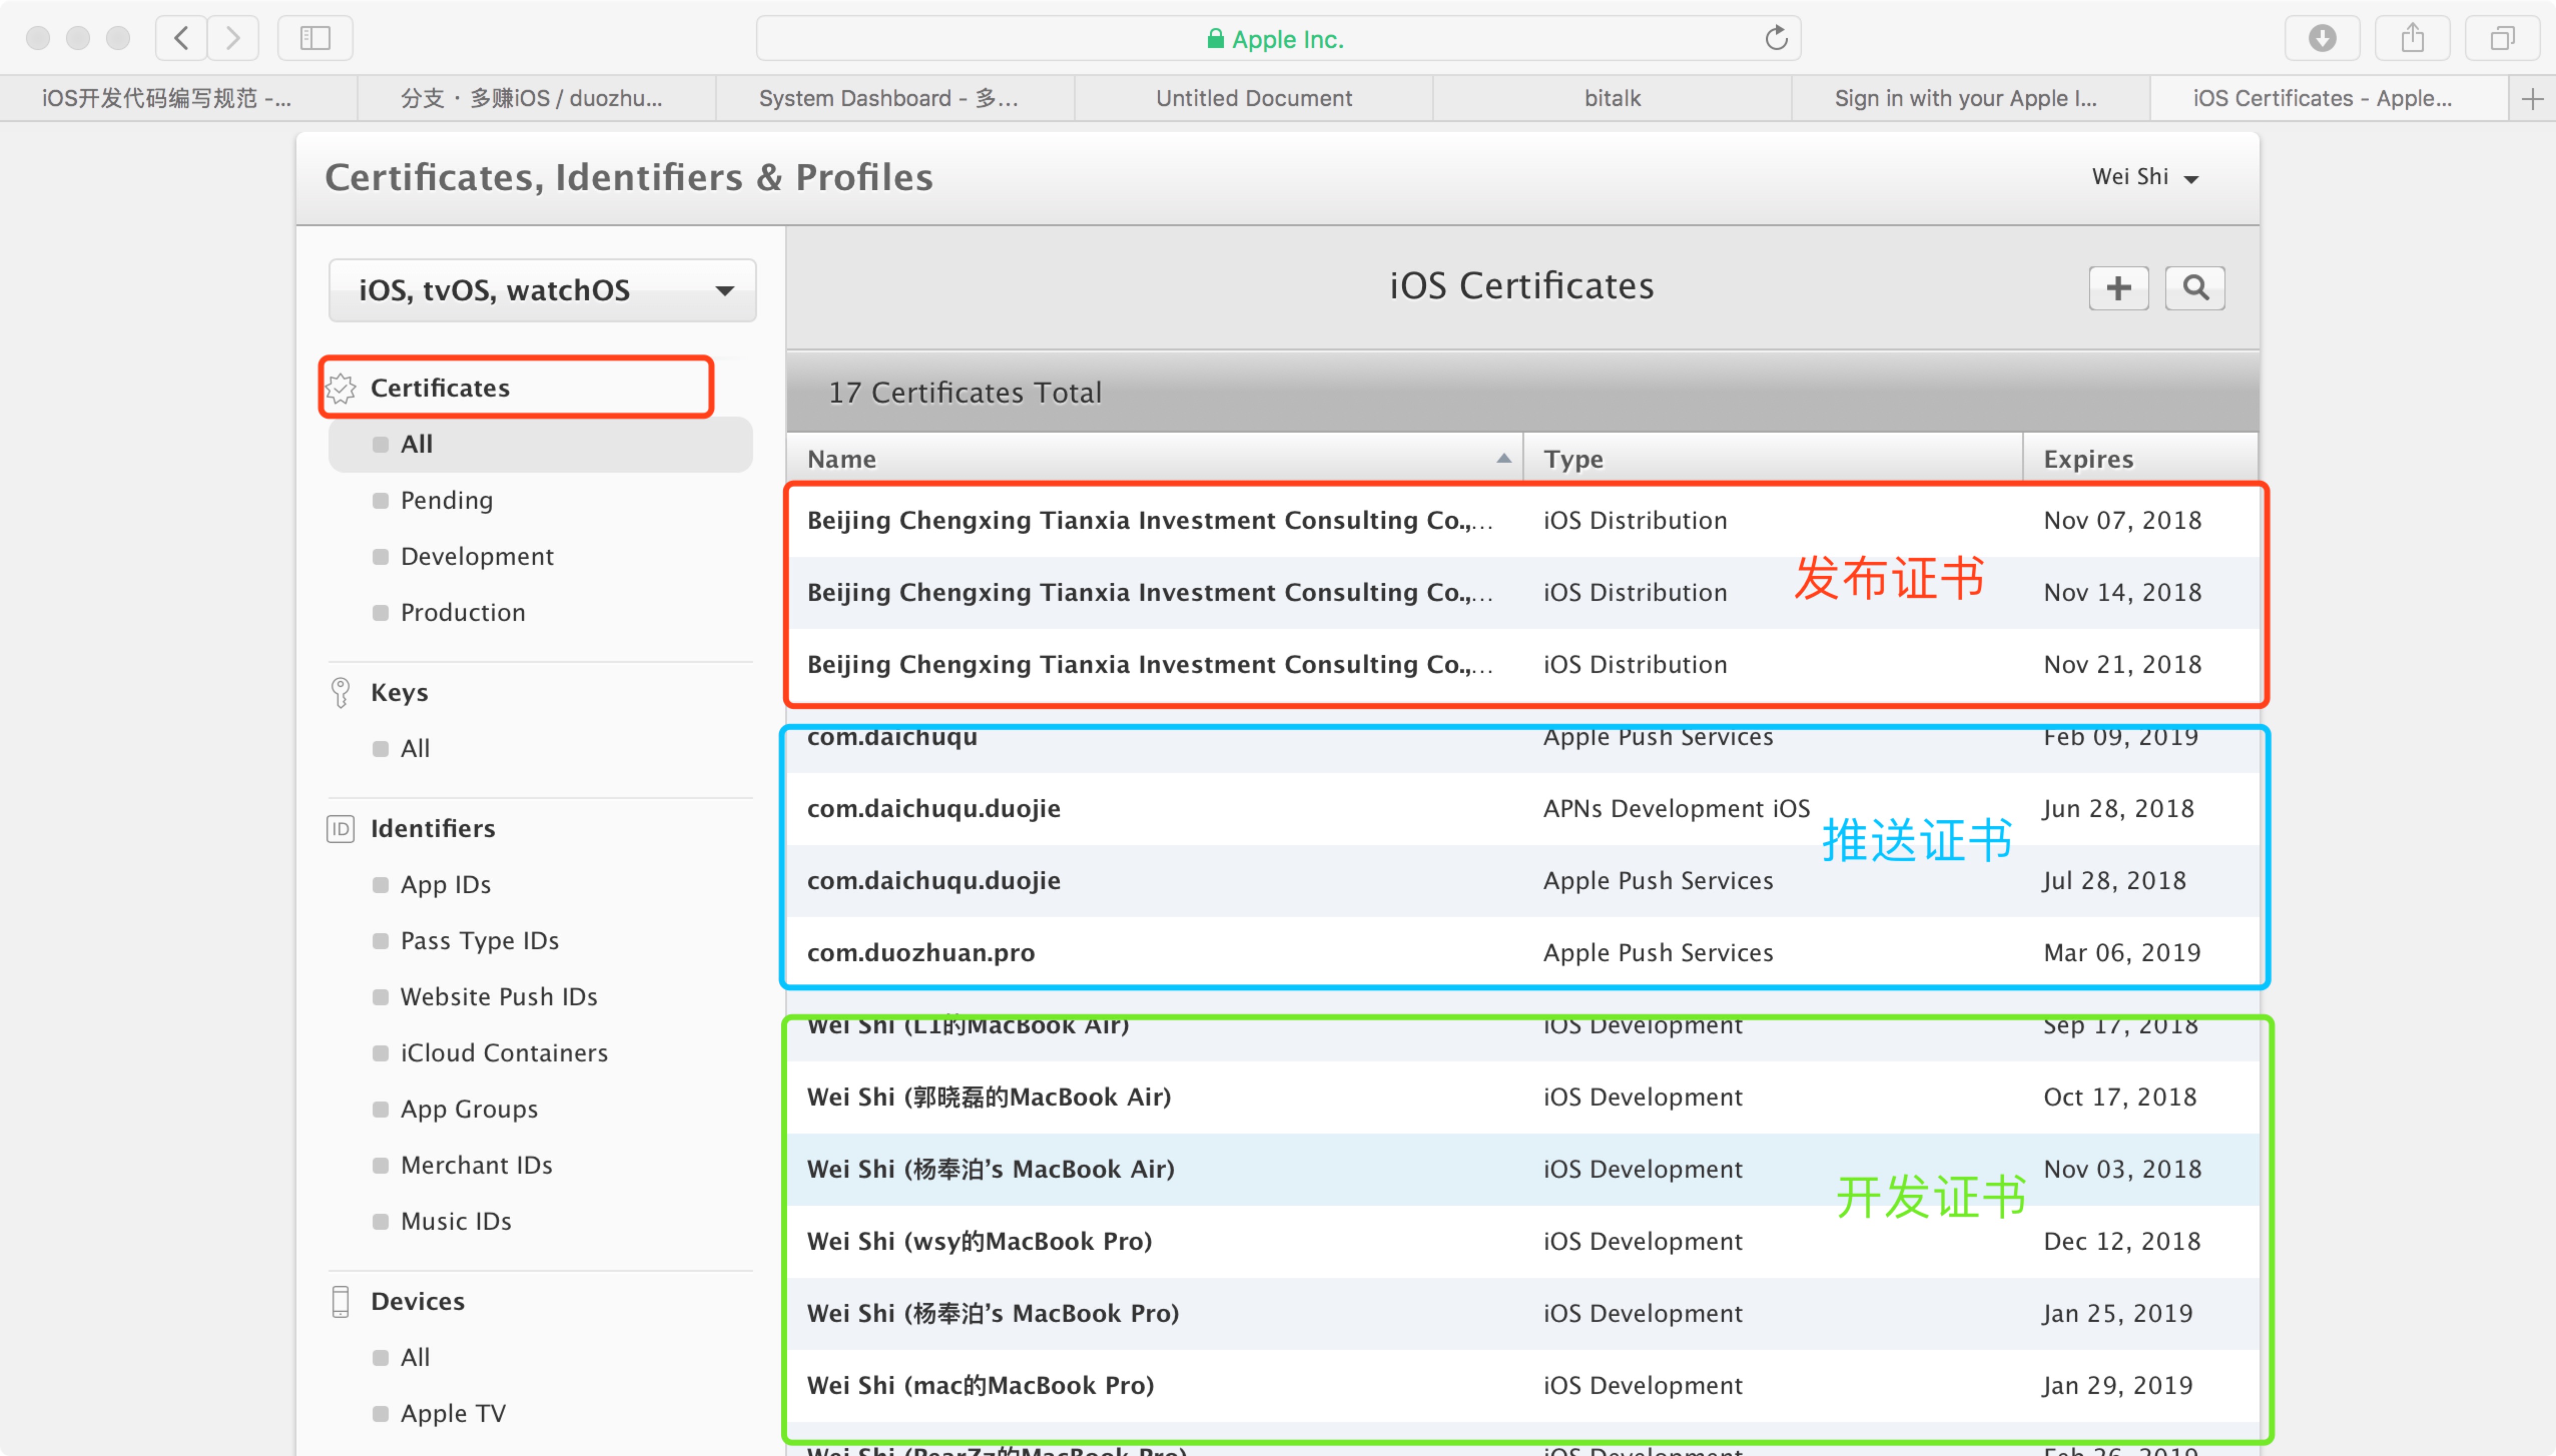 Apple Inc.
iOS开发代码编写规范 -...
分支 · 多赚iOS / duozhu...
System Dashboard - 多...
Untitled Document
bitalk
Sign in with your Apple I...
iOS Certificates - Apple...
Certificates, Identifiers & Profiles
Wei Shi
iOS, tvOS, watchOS
Certificates
All
Pending
Development
Production
Keys
All
ID Identifiers
App IDs
Pass Type IDs
Website Push IDs
iCloud Containers
App Groups
Merchant IDs
Music IDs
Devices
All
Apple TV
iOS Certificates
17 Certificates Total
Name Type Expires
Beijing Chengxing Tianxia Investment Consulting Co.,... iOS Distribution Nov 07, 2018
发布证书
Beijing Chengxing Tianxia Investment Consulting Co.,... iOS Distribution Nov 14, 2018
Beijing Chengxing Tianxia Investment Consulting Co.,... iOS Distribution Nov 21, 2018
com.daichuqu Apple Push Services Feb 09, 2019
com.daichuqu.duojie APNs Development iOS Jun 28, 2018
推送证书
com.daichuqu.duojie Apple Push Services Jul 28, 2018
com.duozhuan.pro Apple Push Services Mar 06, 2019
Wei Shi (L1的MacBook Air) iOS Development Sep 17, 2018
Wei Shi (郭晓磊的MacBook Air) iOS Development Oct 17, 2018
Wei Shi (杨奉泊's MacBook Air) iOS Development Nov 03, 2018
开发证书
Wei Shi (wsy的MacBook Pro) iOS Development Dec 12, 2018
Wei Shi (杨奉泊's MacBook Pro) iOS Development Jan 25, 2019
Wei Shi (mac的MacBook Pro) iOS Development Jan 29, 2019
Wei Shi MacBook Pro) iOS Development Feb 26, 2019